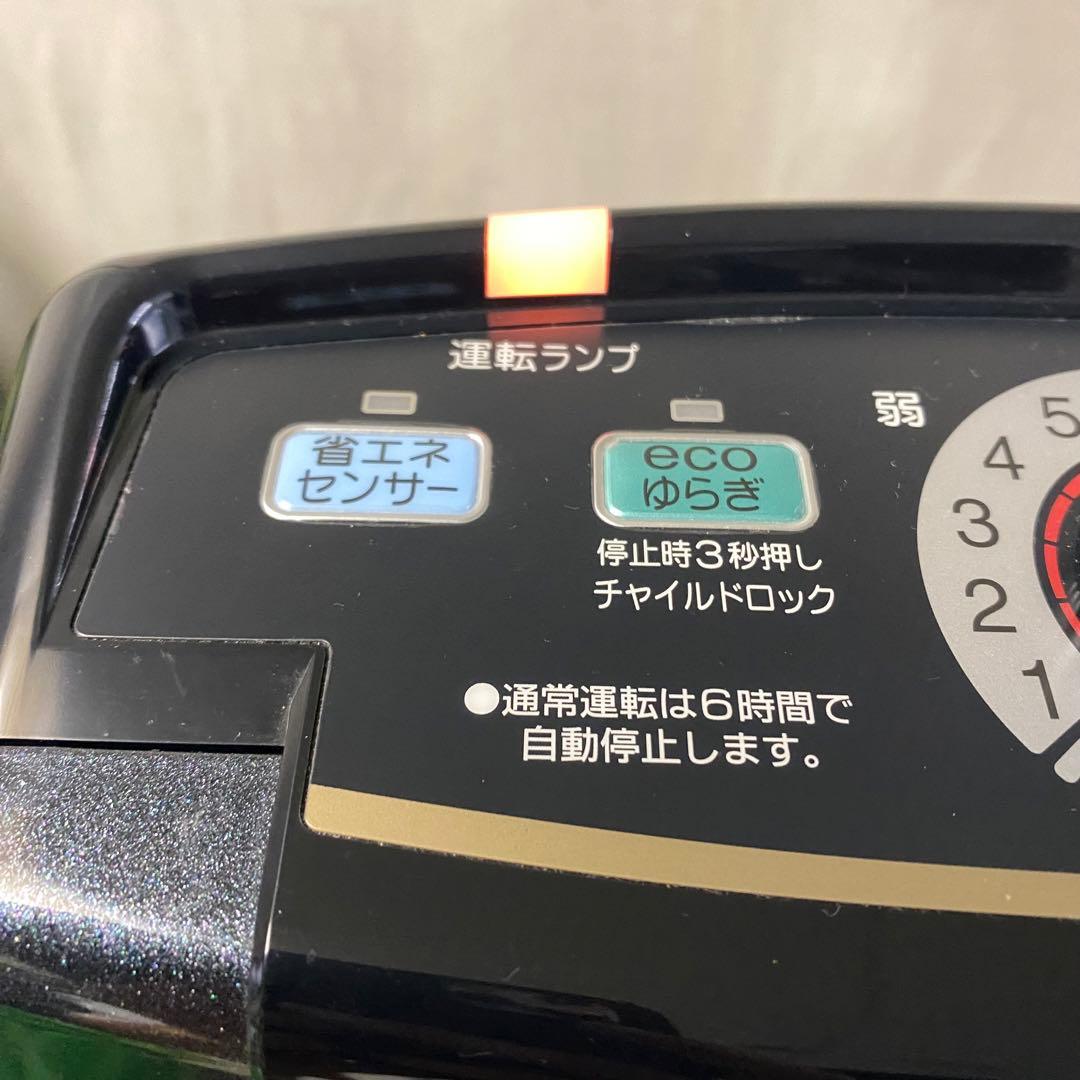 運転ランプ
省エネ
センサー
eco
ゆらぎ
停止時3秒押し
チャイルドロック
●通常運転は6時間で
自動停止します。
弱
5
4
3
2
1